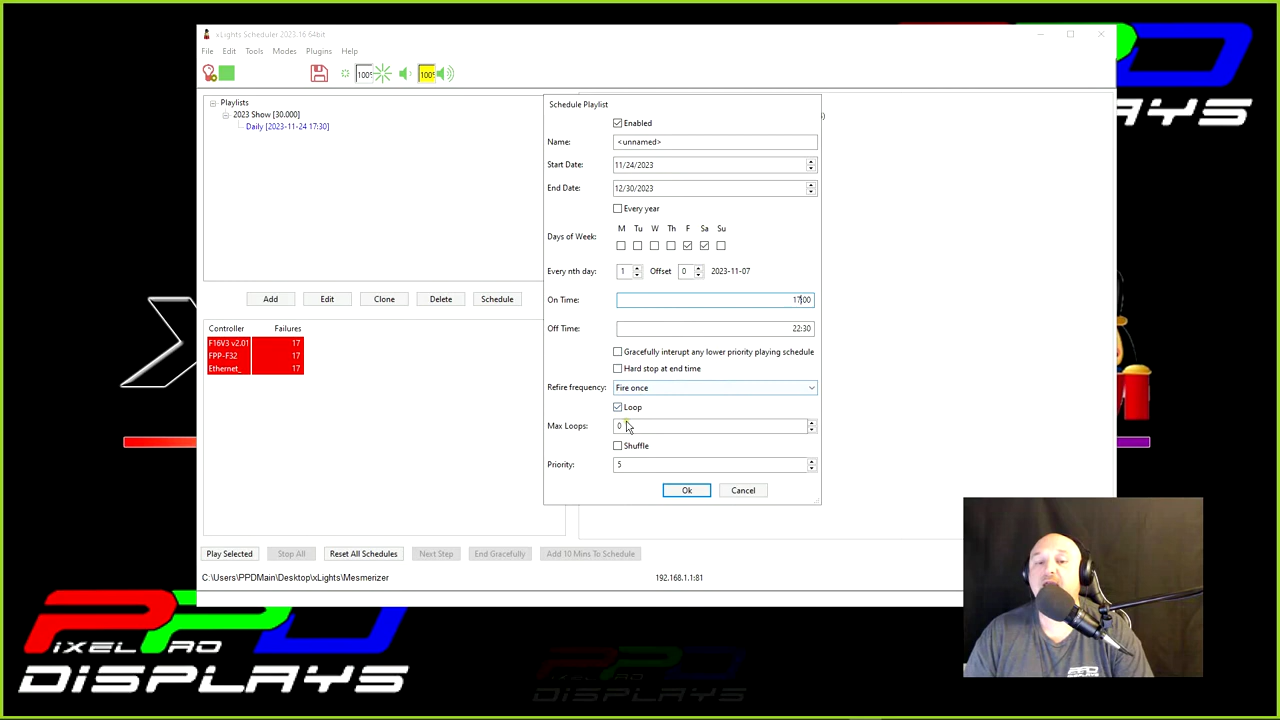 xLights Scheduler 2023.16 64bit
File Edit Tools Modes Plugins Help
100% 100%
Playlists
2023 Show [30.000]
Daily [2023-11-24 17:30]
Add Edit Clone Delete Schedule
Controller Failures
F16V3 v2.01 17
FPP-F32 17
Ethernet_ 17
Schedule Playlist
Enabled
Name: <unnamed>
Start Date: 11/24/2023
End Date: 12/30/2023
Every year
M Tu W Th F Sa Su
Days of Week:
Every nth day: 1 Offset 0 2023-11-07
On Time: 17:00
Off Time: 22:30
Gracefully interupt any lower priority playing schedule
Hard stop at end time
Refire frequency: Fire once
Loop
Max Loops: 0
Shuffle
Priority: 5
Ok Cancel
Play Selected Stop All Reset All Schedules Next Step End Gracefully Add 10 Mins To Schedule
C:\Users\PPDMain\Desktop\xLights\Mesmerizer 192.168.1.1:81
PIXEL PRO DISPLAYS